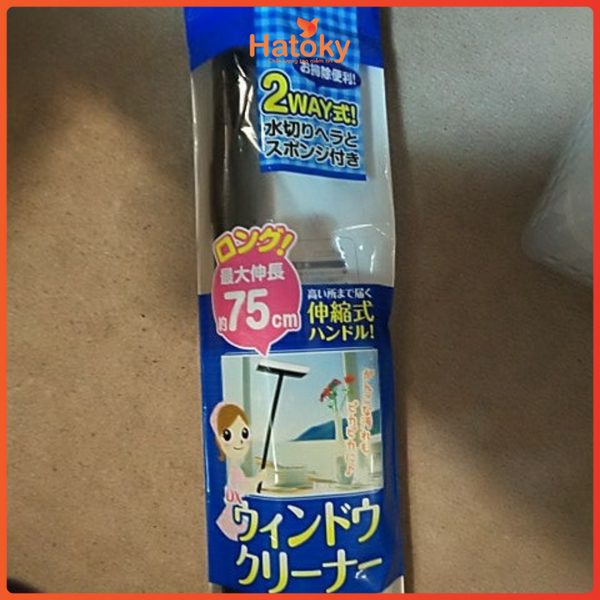 Hatoky
お掃除便利!
2WAY式!
水切りヘラと
スポンジ付き
ロング!
最大伸長
約75cm
高い所まで届く
伸縮式
ハンドル!
DX
ウィンドウ
クリーナー